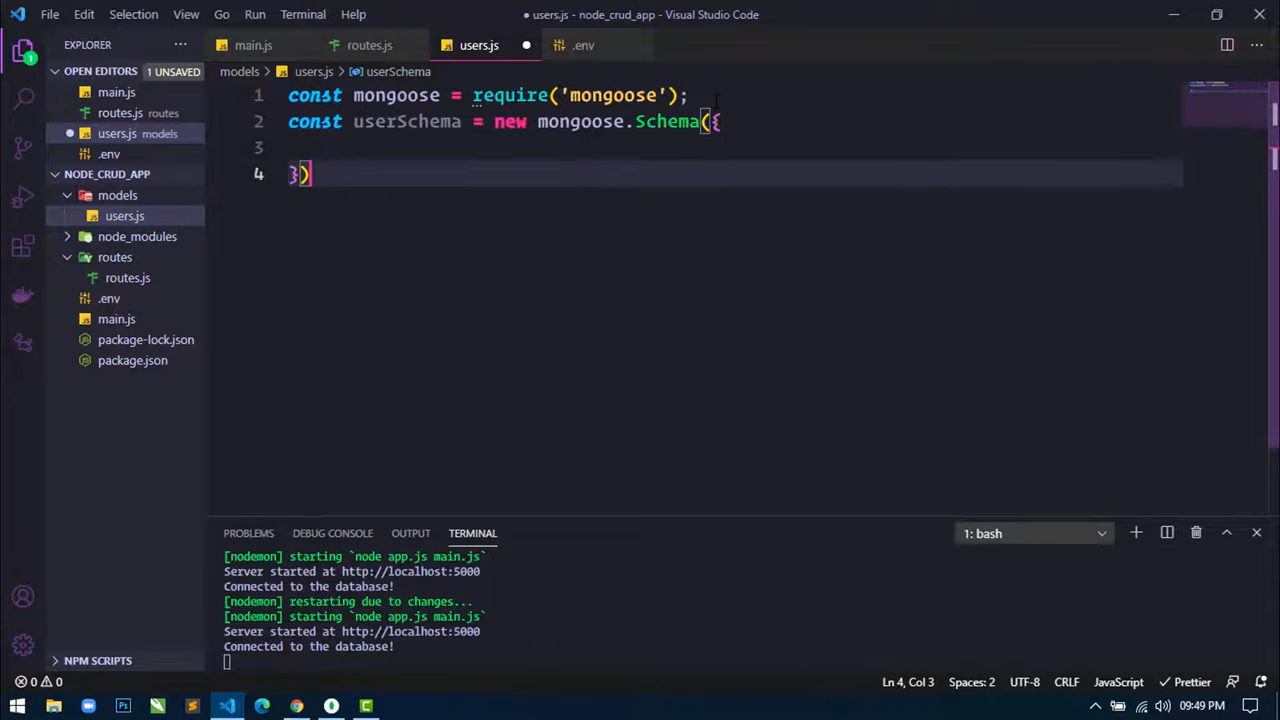 File Edit Selection View Go Run Terminal Help
● users.js - node_crud_app - Visual Studio Code
EXPLORER
main.js
routes.js
users.js
.env
OPEN EDITORS 1 UNSAVED
main.js
routes.js routes
users.js models
.env
NODE_CRUD_APP
models
users.js
node_modules
routes
routes.js
.env
main.js
package-lock.json
package.json
NPM SCRIPTS
models > users.js > userSchema
1 const mongoose = require('mongoose');
2 const userSchema = new mongoose.Schema({
3
4 })
PROBLEMS DEBUG CONSOLE OUTPUT TERMINAL
1: bash
[nodemon] starting `node app.js main.js`
Server started at http://localhost:5000
Connected to the database!
[nodemon] restarting due to changes...
[nodemon] starting `node app.js main.js`
Server started at http://localhost:5000
Connected to the database!
1
0 0
Ln 4, Col 3 Spaces: 2 UTF-8 CRLF JavaScript Prettier
Ps
09:49 PM